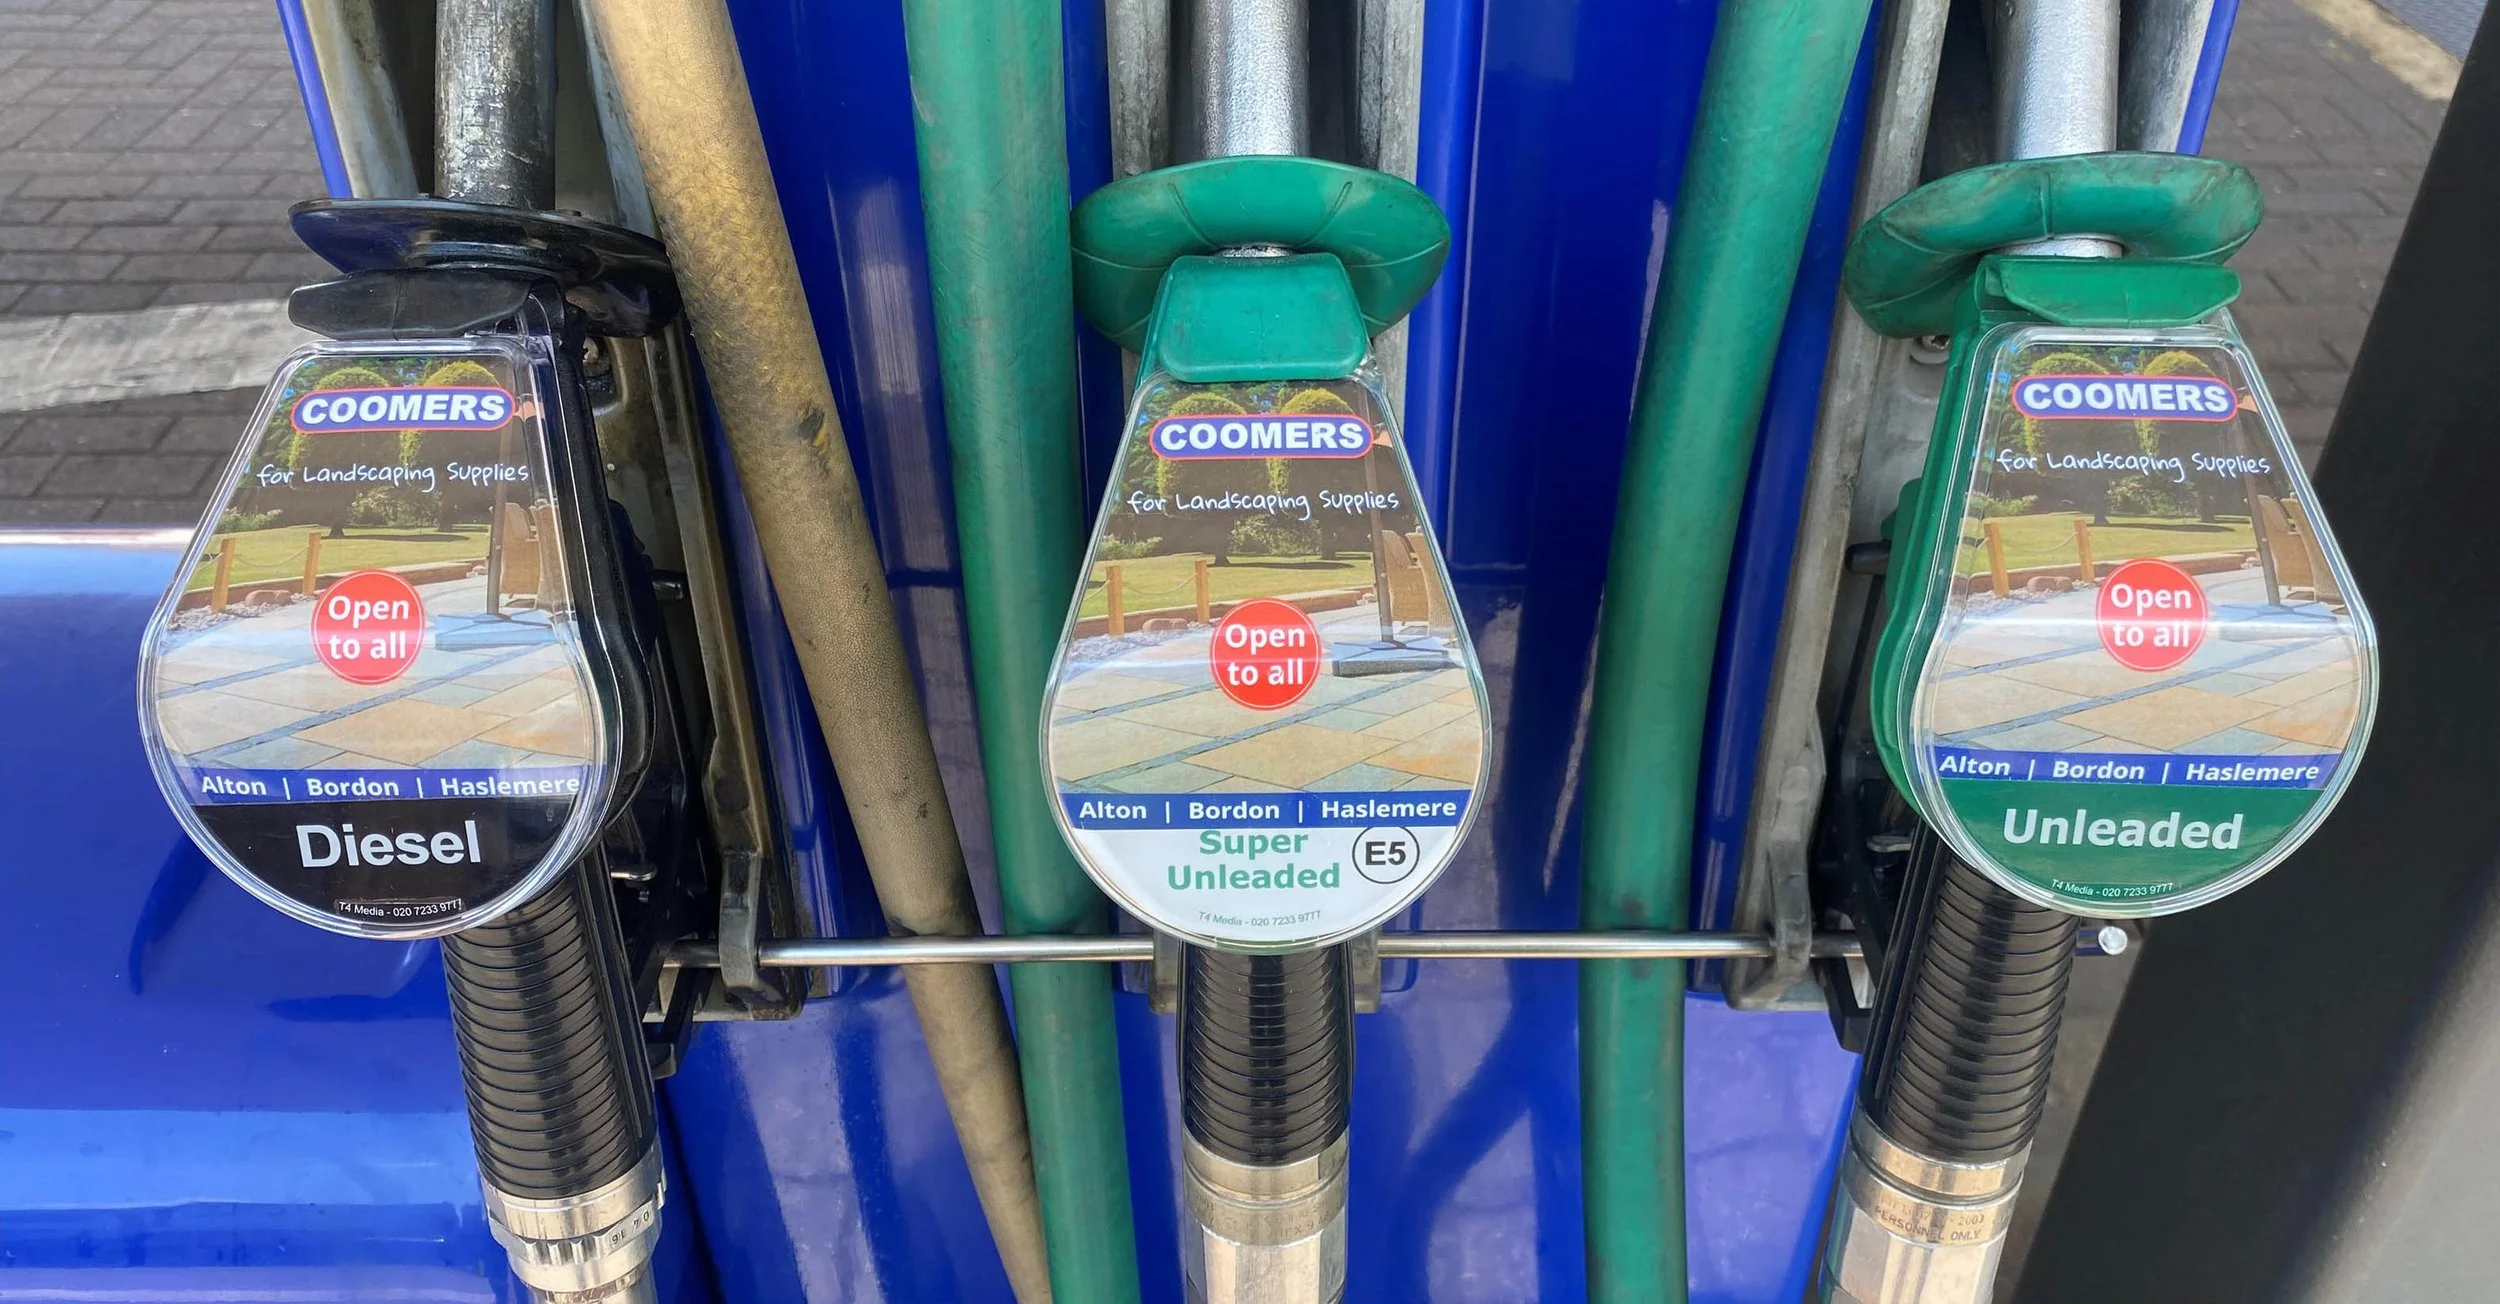 COOMERS
for Landscaping Supplies
Open
to all
Alton | Bordon | Haslemere
Diesel
T4 Media - 020 7233 9777
COOMERS
for Landscaping Supplies
Open
to all
Alton | Bordon | Haslemere
Super
Unleaded
E5
T4 Media - 020 7233 9777
COOMERS
for Landscaping Supplies
Open
to all
Alton | Bordon | Haslemere
Unleaded
T4 Media - 020 7233 9777
PERSONNEL ONLY